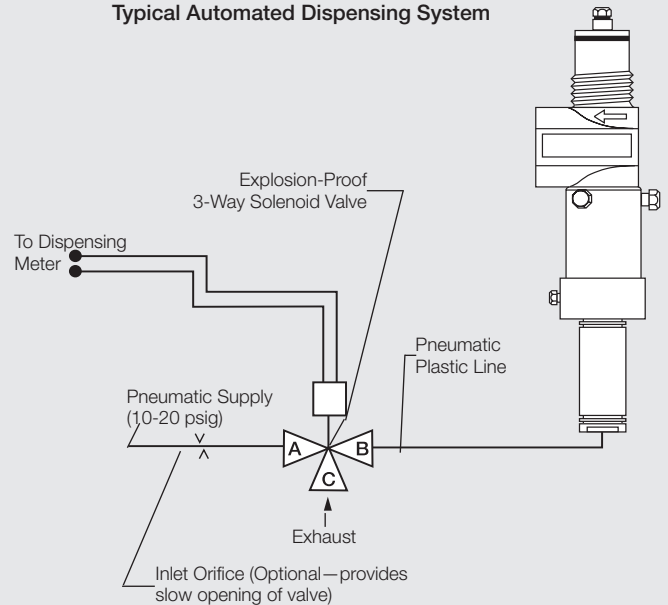 Typical Automated Dispensing System
Explosion-Proof
3-Way Solenoid Valve
To Dispensing
Meter
Pneumatic
Plastic Line
Pneumatic Supply
(10-20 psig)
A
B
C
Exhaust
Inlet Orifice (Optional—provides
slow opening of valve)